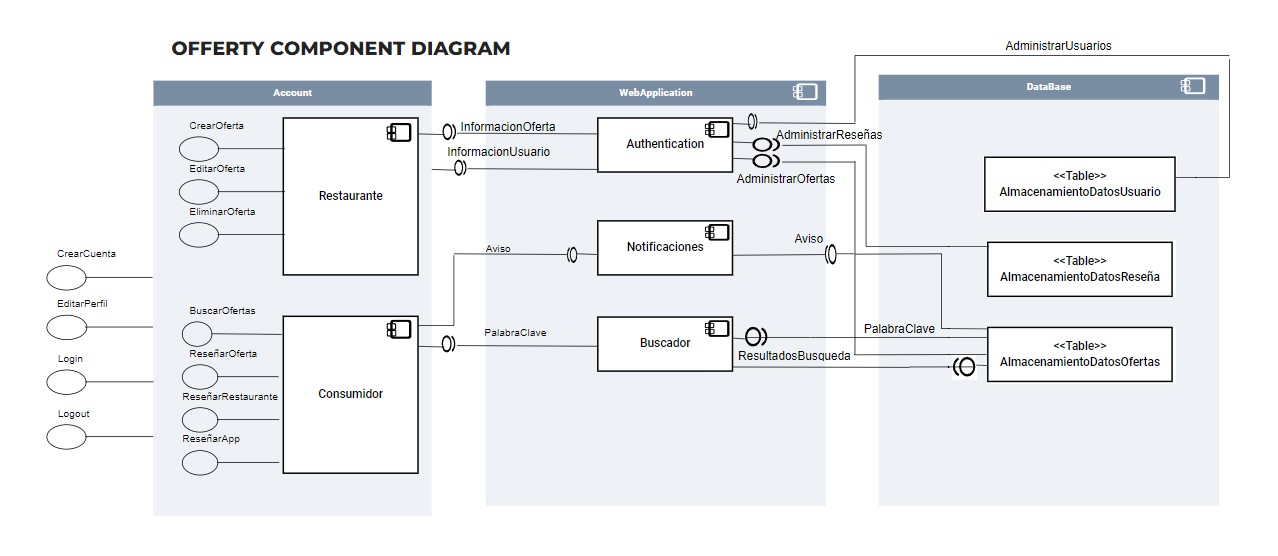 OFFERTY COMPONENT DIAGRAM
AdministrarUsuarios
Account
WebApplication
DataBase
CrearOferta
EditarOferta
EliminarOferta
Restaurante
InformacionOferta
InformacionUsuario
Authentication
AdministrarReseñas
AdministrarOfertas
<<Table>>
AlmacenamientoDatosUsuario
CrearCuenta
EditarPerfil
Login
Logout
Aviso
Notificaciones
Aviso
<<Table>>
AlmacenamientoDatosReseña
BuscarOfertas
ReseñarOferta
ReseñarRestaurante
ReseñarApp
Consumidor
PalabraClave
Buscador
PalabraClave
ResultadosBusqueda
<<Table>>
AlmacenamientoDatosOfertas